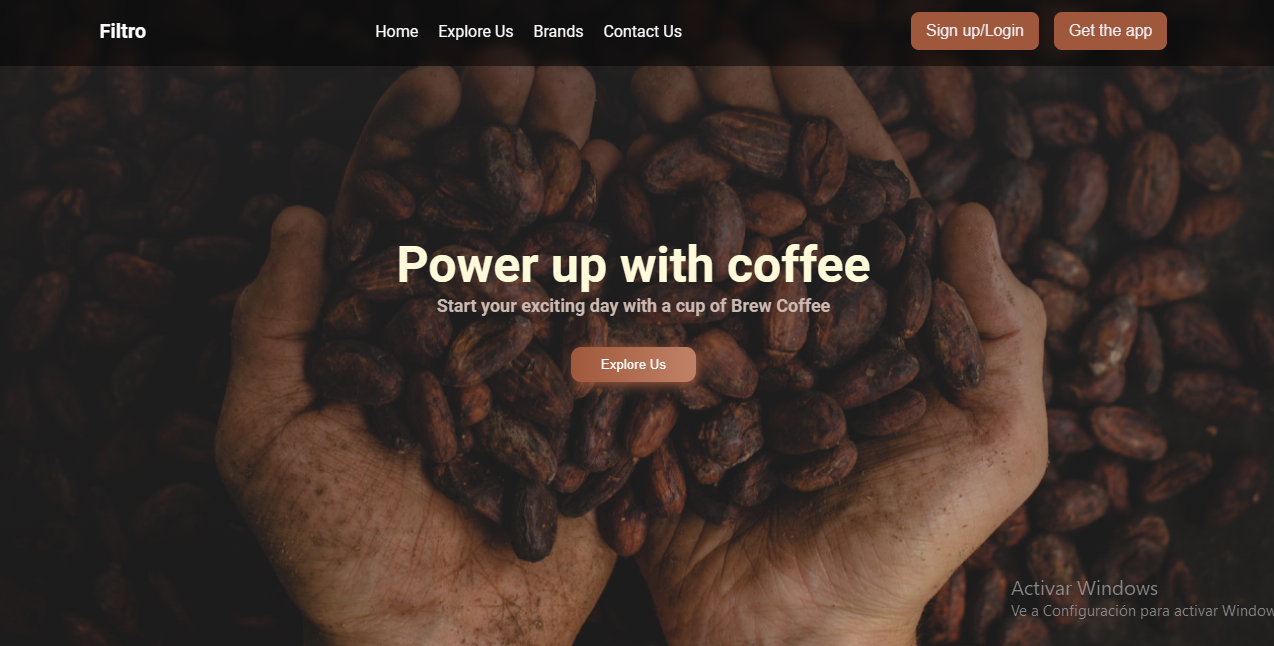 Filtro
Home Explore Us Brands Contact Us
Sign up/Login Get the app
Power up with coffee
Start your exciting day with a cup of Brew Coffee
Explore Us
Activar Windows
Ve a Configuración para activar Window